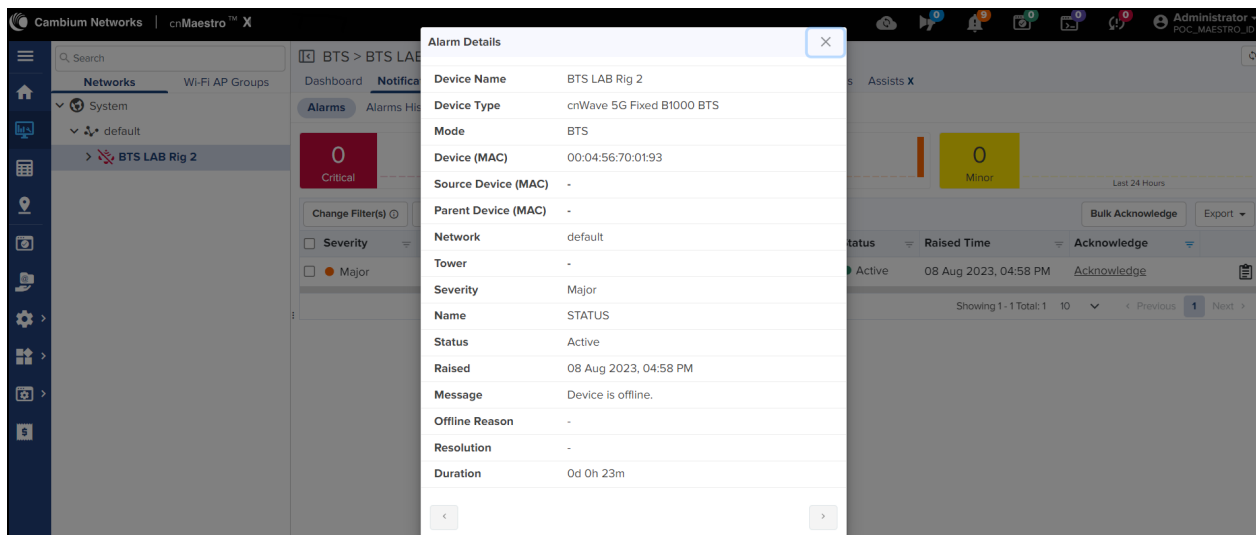 Cambium Networks | cnMaestro™ X
0 9 0 0 0 Administrator
POC_MAESTRO_ID
Search
Networks Wi-Fi AP Groups
System
default
BTS LAB Rig 2
BTS > BTS LAB
Dashboard Notifica
s Assists X
Alarms Alarms His
0
Critical
0
Minor
Last 24 Hours
Change Filter(s)
Bulk Acknowledge Export
Severity
tatus Raised Time Acknowledge
Major
Active 08 Aug 2023, 04:58 PM Acknowledge
Showing 1 - 1 Total: 1 10 < Previous 1 Next >
Alarm Details
Device Name BTS LAB Rig 2
Device Type cnWave 5G Fixed B1000 BTS
Mode BTS
Device (MAC) 00:04:56:70:01:93
Source Device (MAC) -
Parent Device (MAC) -
Network default
Tower -
Severity Major
Name STATUS
Status Active
Raised 08 Aug 2023, 04:58 PM
Message Device is offline.
Offline Reason -
Resolution -
Duration 0d 0h 23m